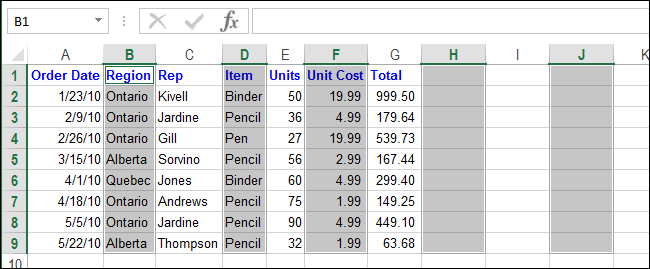 B1 fx
A B C D E F G H I J K
1 Order Date Region Rep Item Units Unit Cost Total
2 1/23/10 Ontario Kivell Binder 50 19.99 999.50
3 2/9/10 Ontario Jardine Pencil 36 4.99 179.64
4 2/26/10 Ontario Gill Pen 27 19.99 539.73
5 3/15/10 Alberta Sorvino Pencil 56 2.99 167.44
6 4/1/10 Quebec Jones Binder 60 4.99 299.40
7 4/18/10 Ontario Andrews Pencil 75 1.99 149.25
8 5/5/10 Ontario Jardine Pencil 90 4.99 449.10
9 5/22/10 Alberta Thompson Pencil 32 1.99 63.68
10